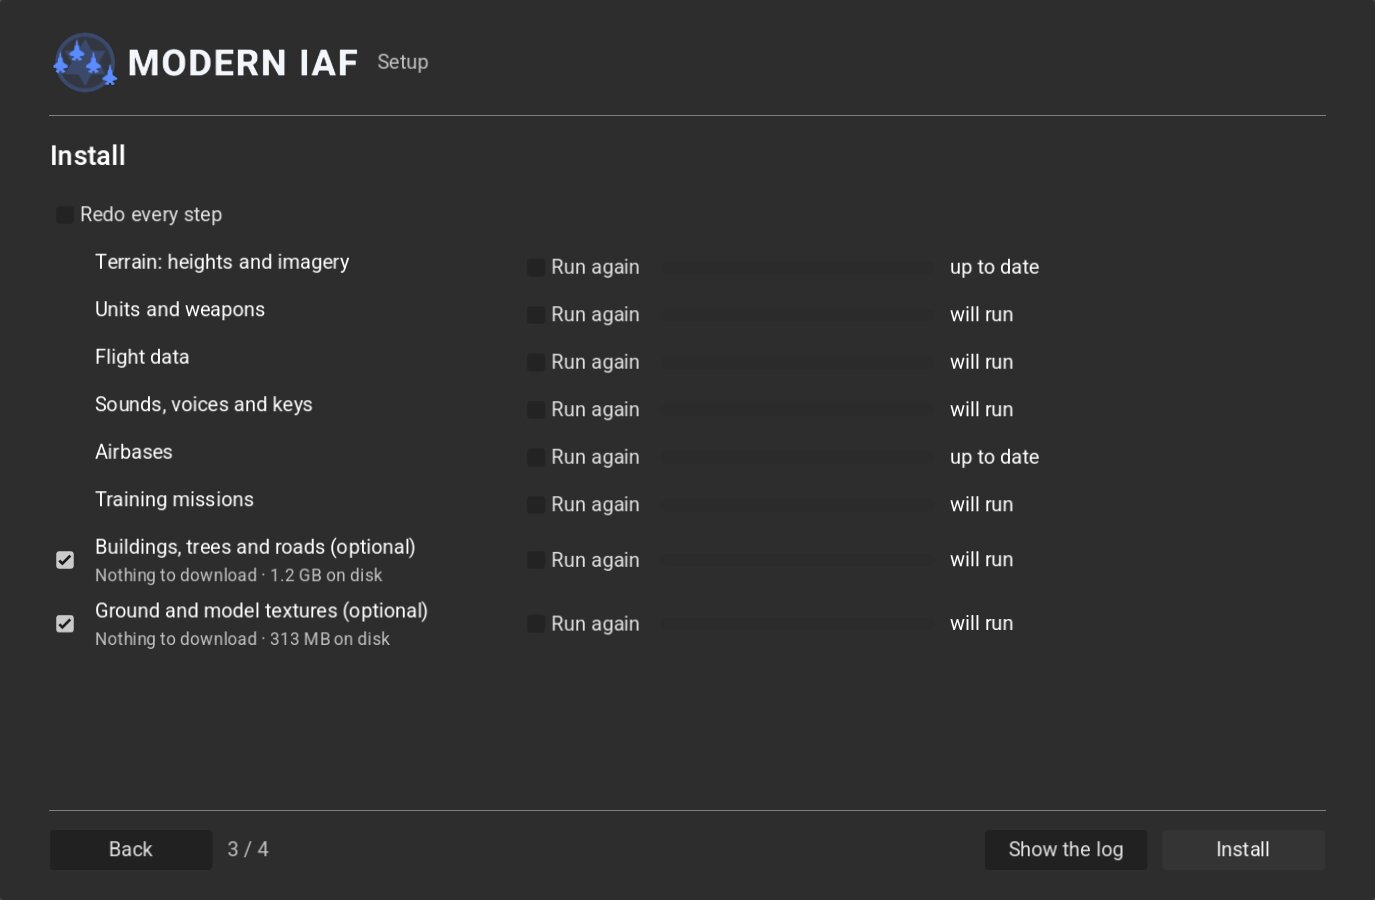 MODERN IAF Setup
Install
Redo every step
Terrain: heights and imagery Run again up to date
Units and weapons Run again will run
Flight data Run again will run
Sounds, voices and keys Run again will run
Airbases Run again up to date
Training missions Run again will run
Buildings, trees and roads (optional) Run again will run
Nothing to download · 1.2 GB on disk
Ground and model textures (optional) Run again will run
Nothing to download · 313 MB on disk
Back 3 / 4 Show the log Install